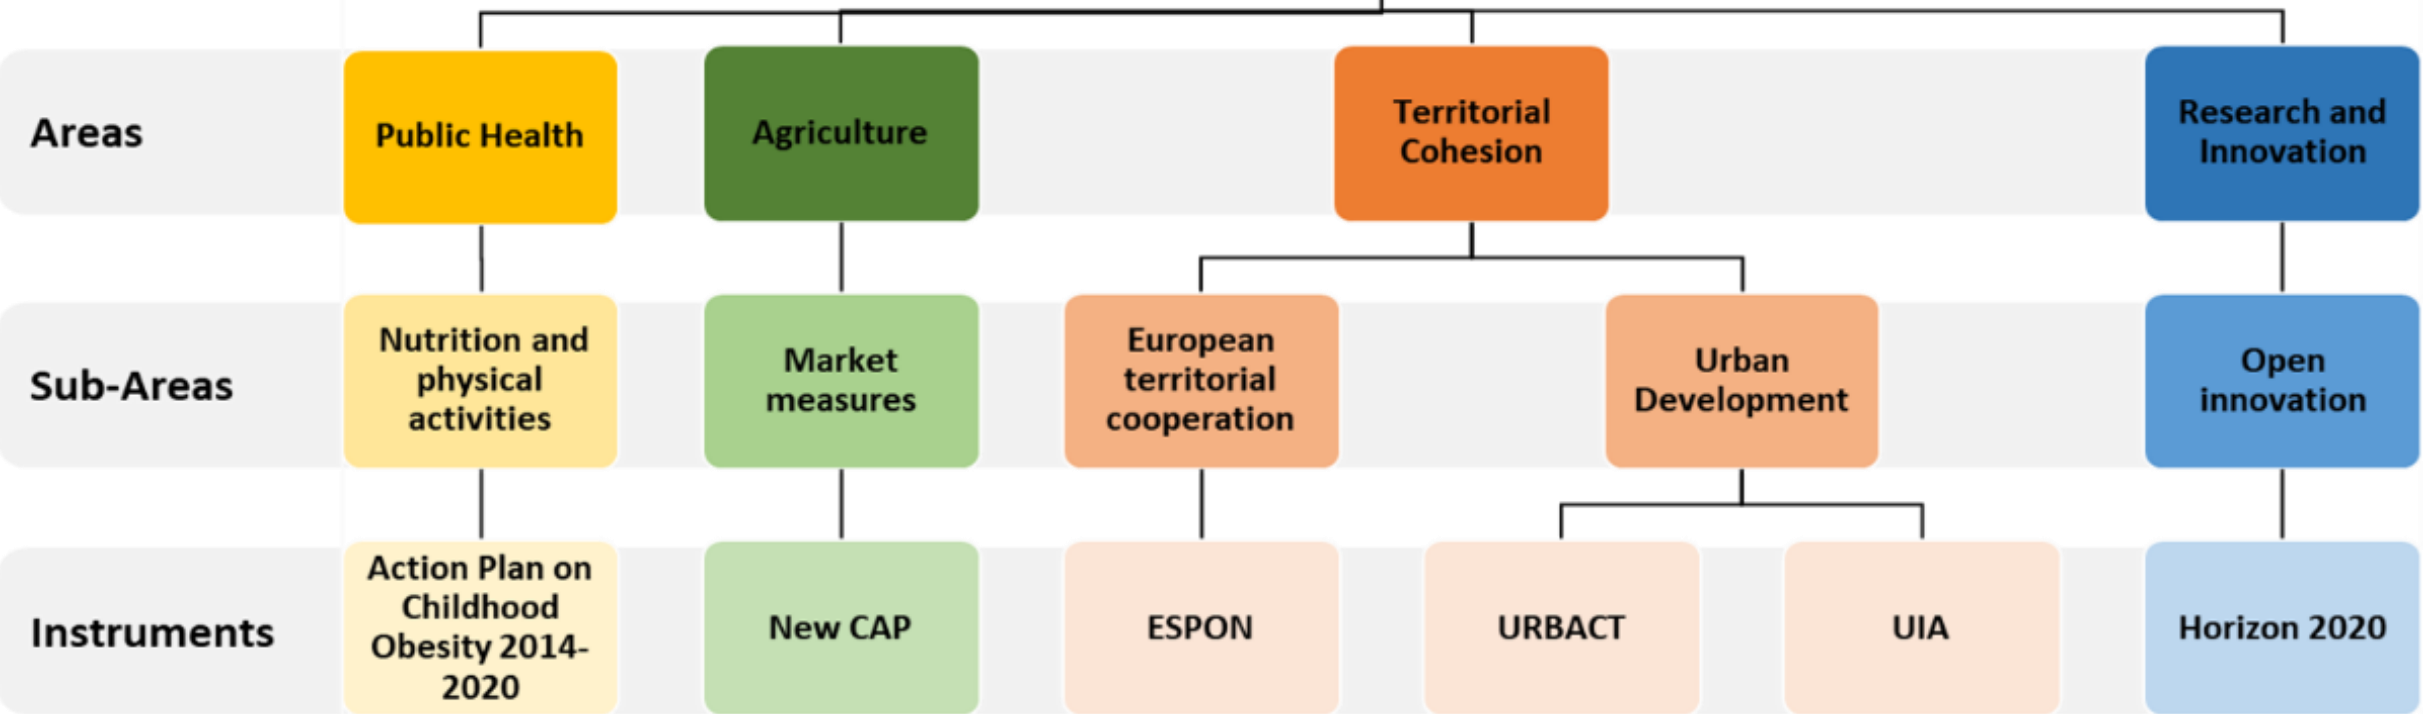 Areas
Public Health
Agriculture
Territorial
Cohesion
Research and
Innovation
Sub-Areas
Nutrition and
physical
activities
Market
measures
European
territorial
cooperation
Urban
Development
Open
innovation
Instruments
Action Plan on
Childhood
Obesity 2014-
2020
New CAP
ESPON
URBACT
UIA
Horizon 2020